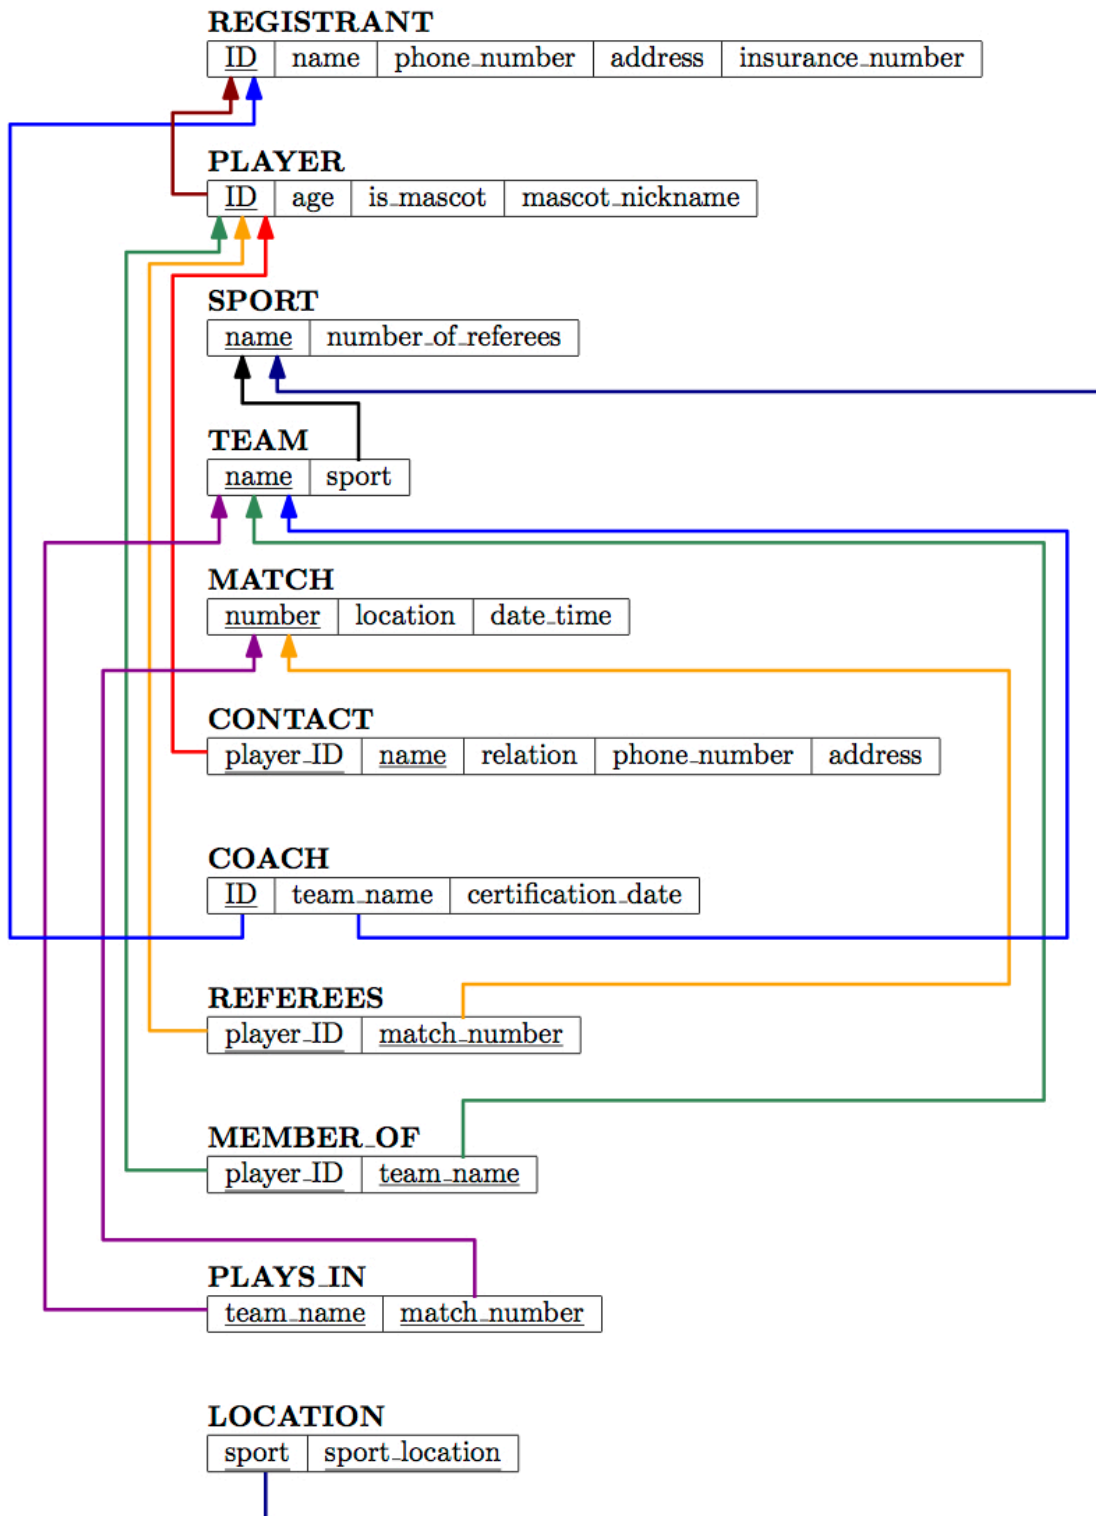 REGISTRANT
ID name phone_number address insurance_number
PLAYER
ID age is_mascot mascot_nickname
SPORT
name number_of_referees
TEAM
name sport
MATCH
number location date_time
CONTACT
player_ID name relation phone_number address
COACH
ID team_name certification_date
REFEREES
player_ID match_number
MEMBER_OF
player_ID team_name
PLAYS_IN
team_name match_number
LOCATION
sport sport_location